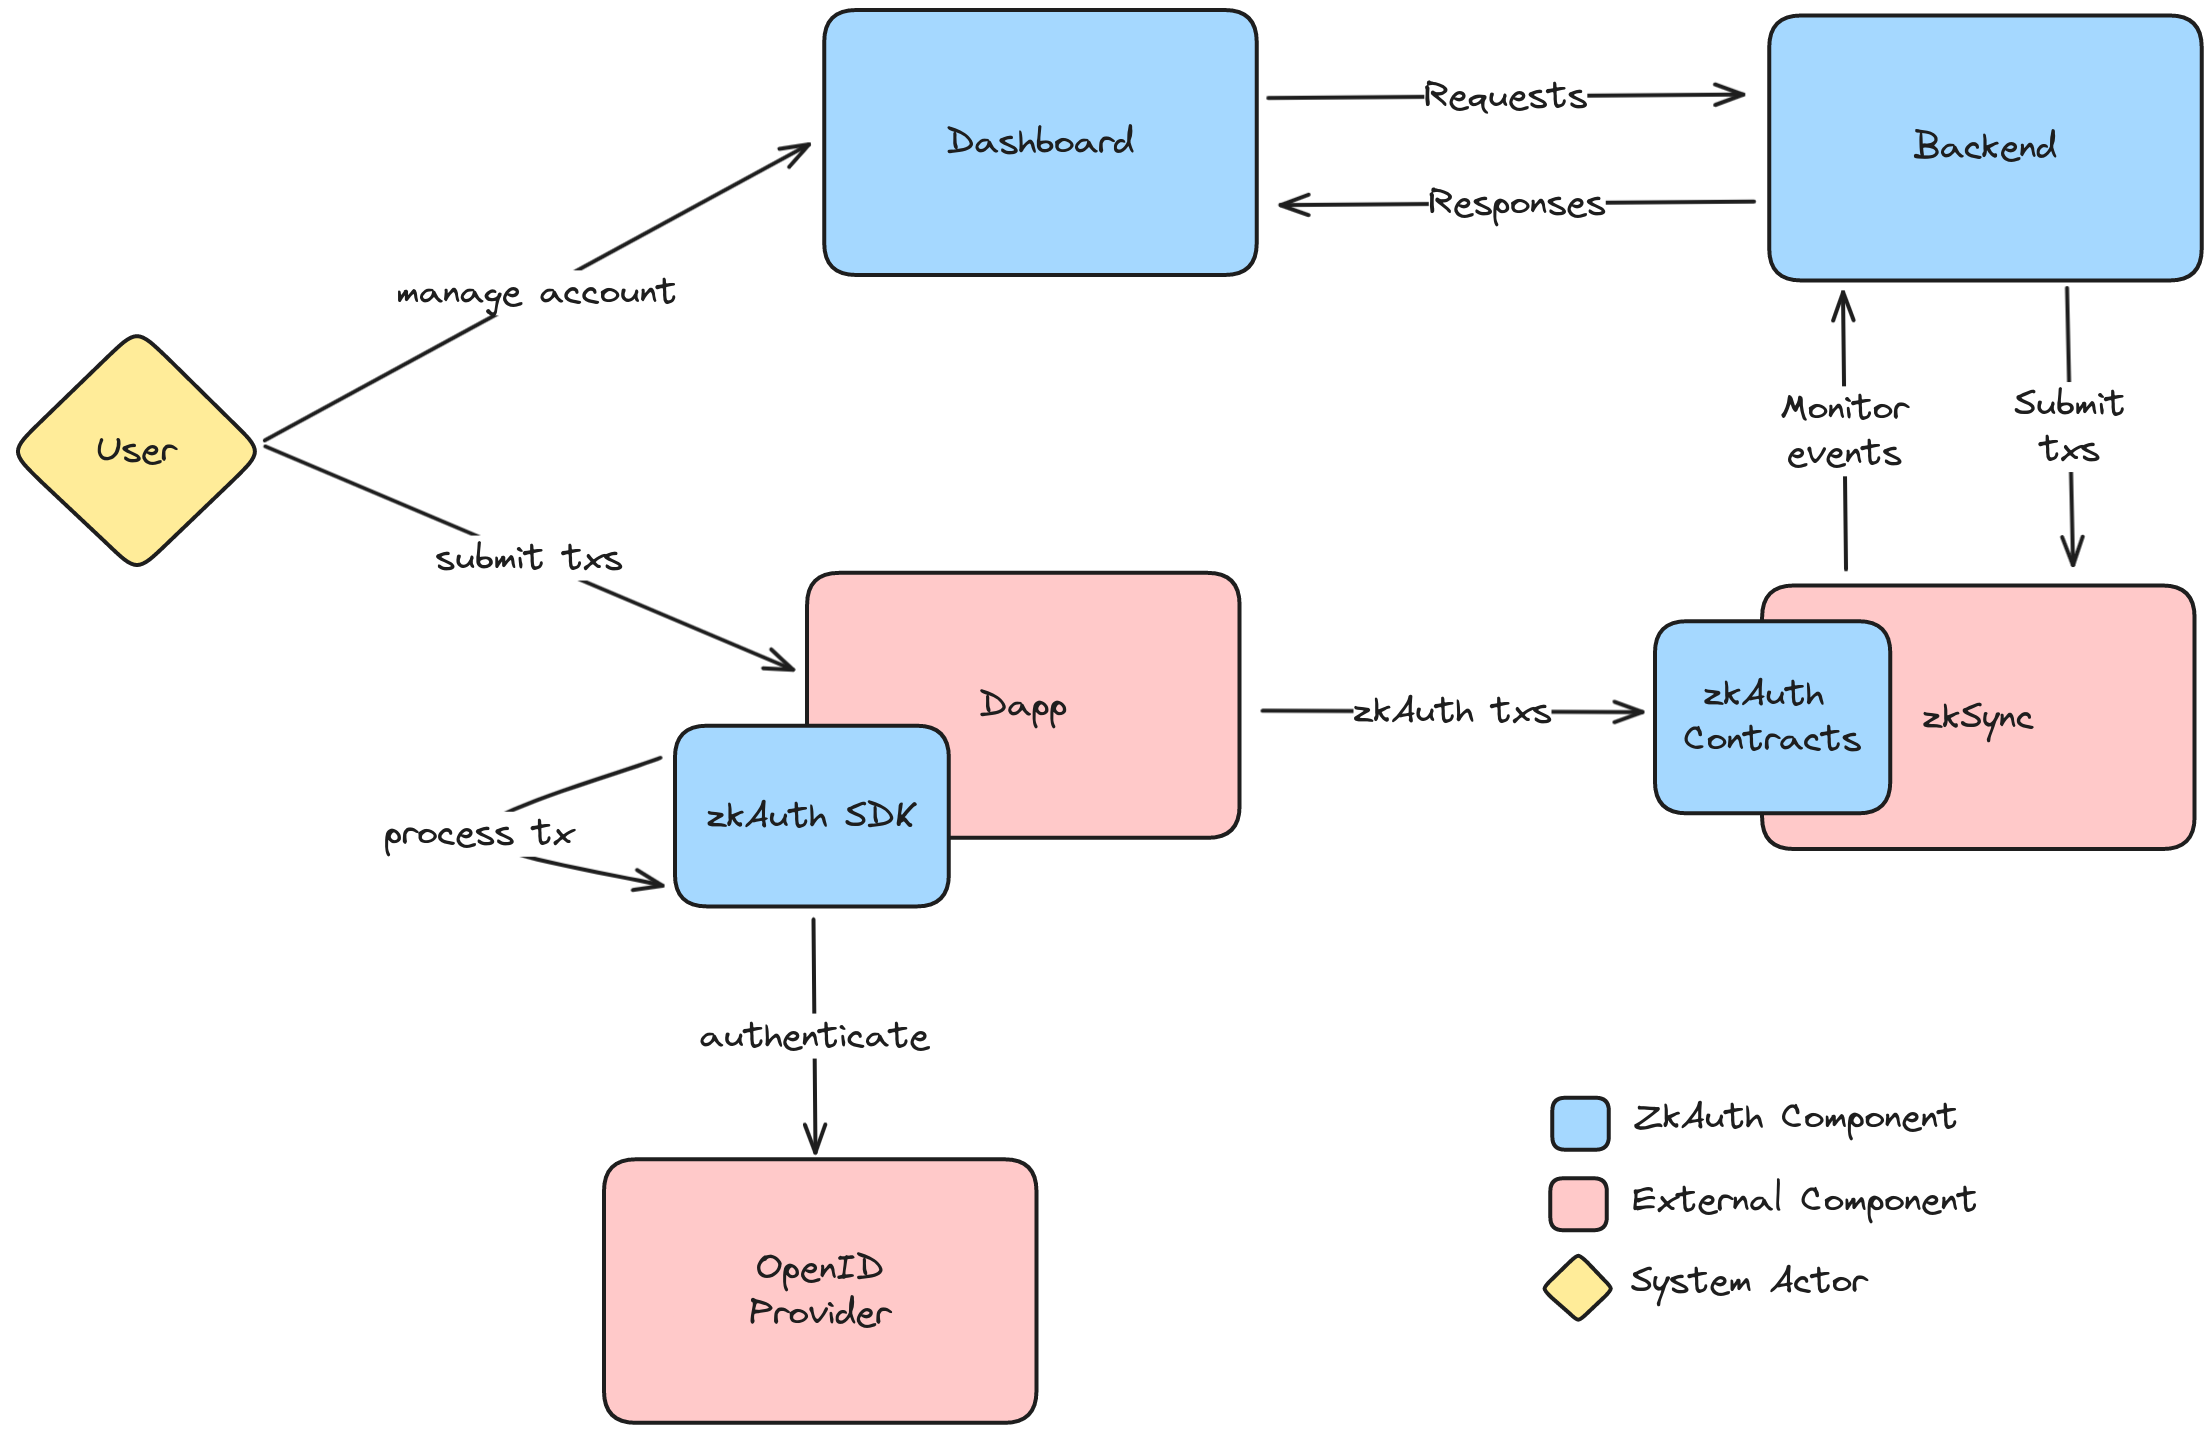 Dashboard
Requests
Responses
Backend
manage account
User
submit txs
Monitor
events
Submit
txs
Dapp
zkAuth txs
zkAuth
Contracts
zkSync
zkAuth SDK
process tx
authenticate
OpenID
Provider
ZkAuth Component
External Component
System Actor